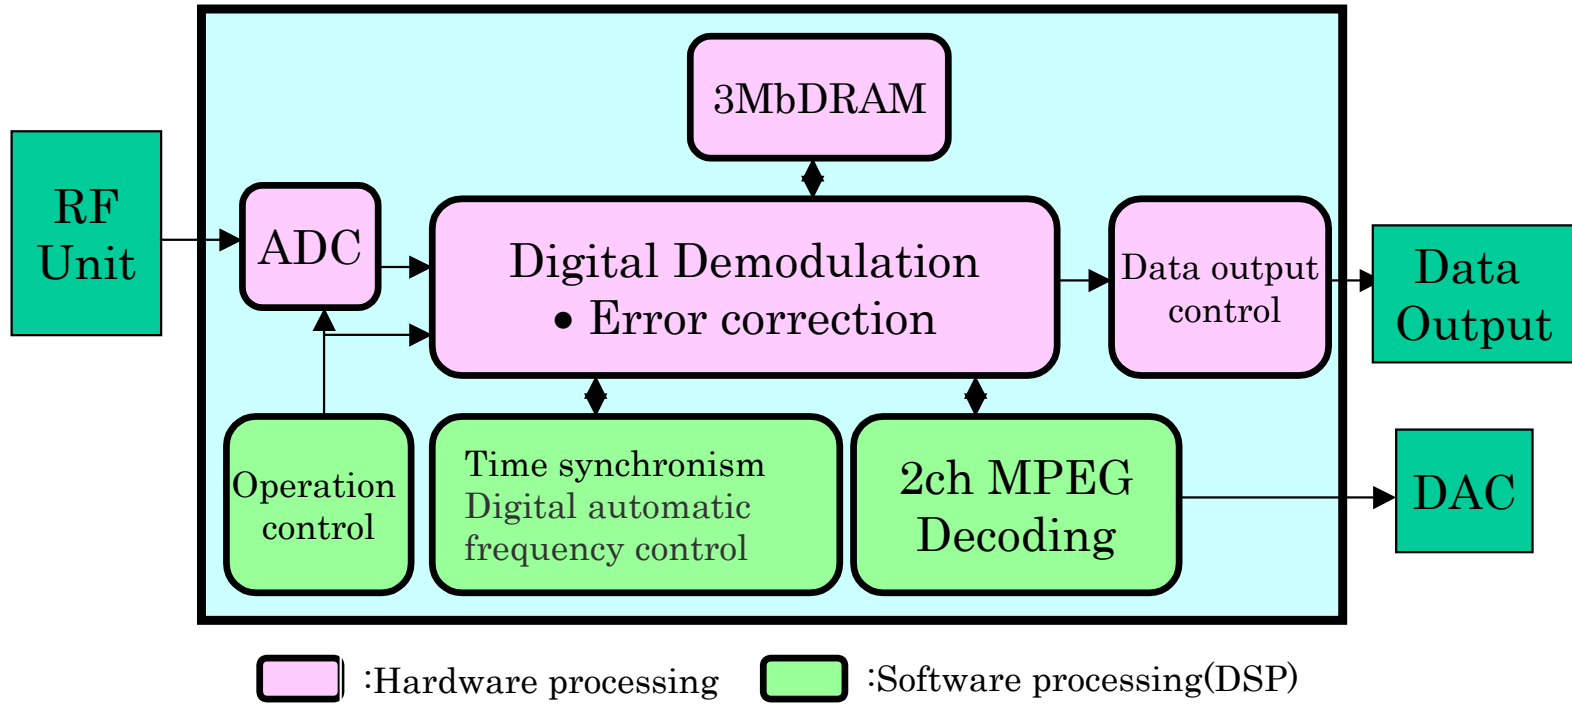 3MbDRAM
RF
Unit
ADC
Digital Demodulation
• Error correction
Data output
control
Data
Output
Operation
control
Time synchronism
Digital automatic
frequency control
2ch MPEG
Decoding
DAC
:Hardware processing
:Software processing(DSP)